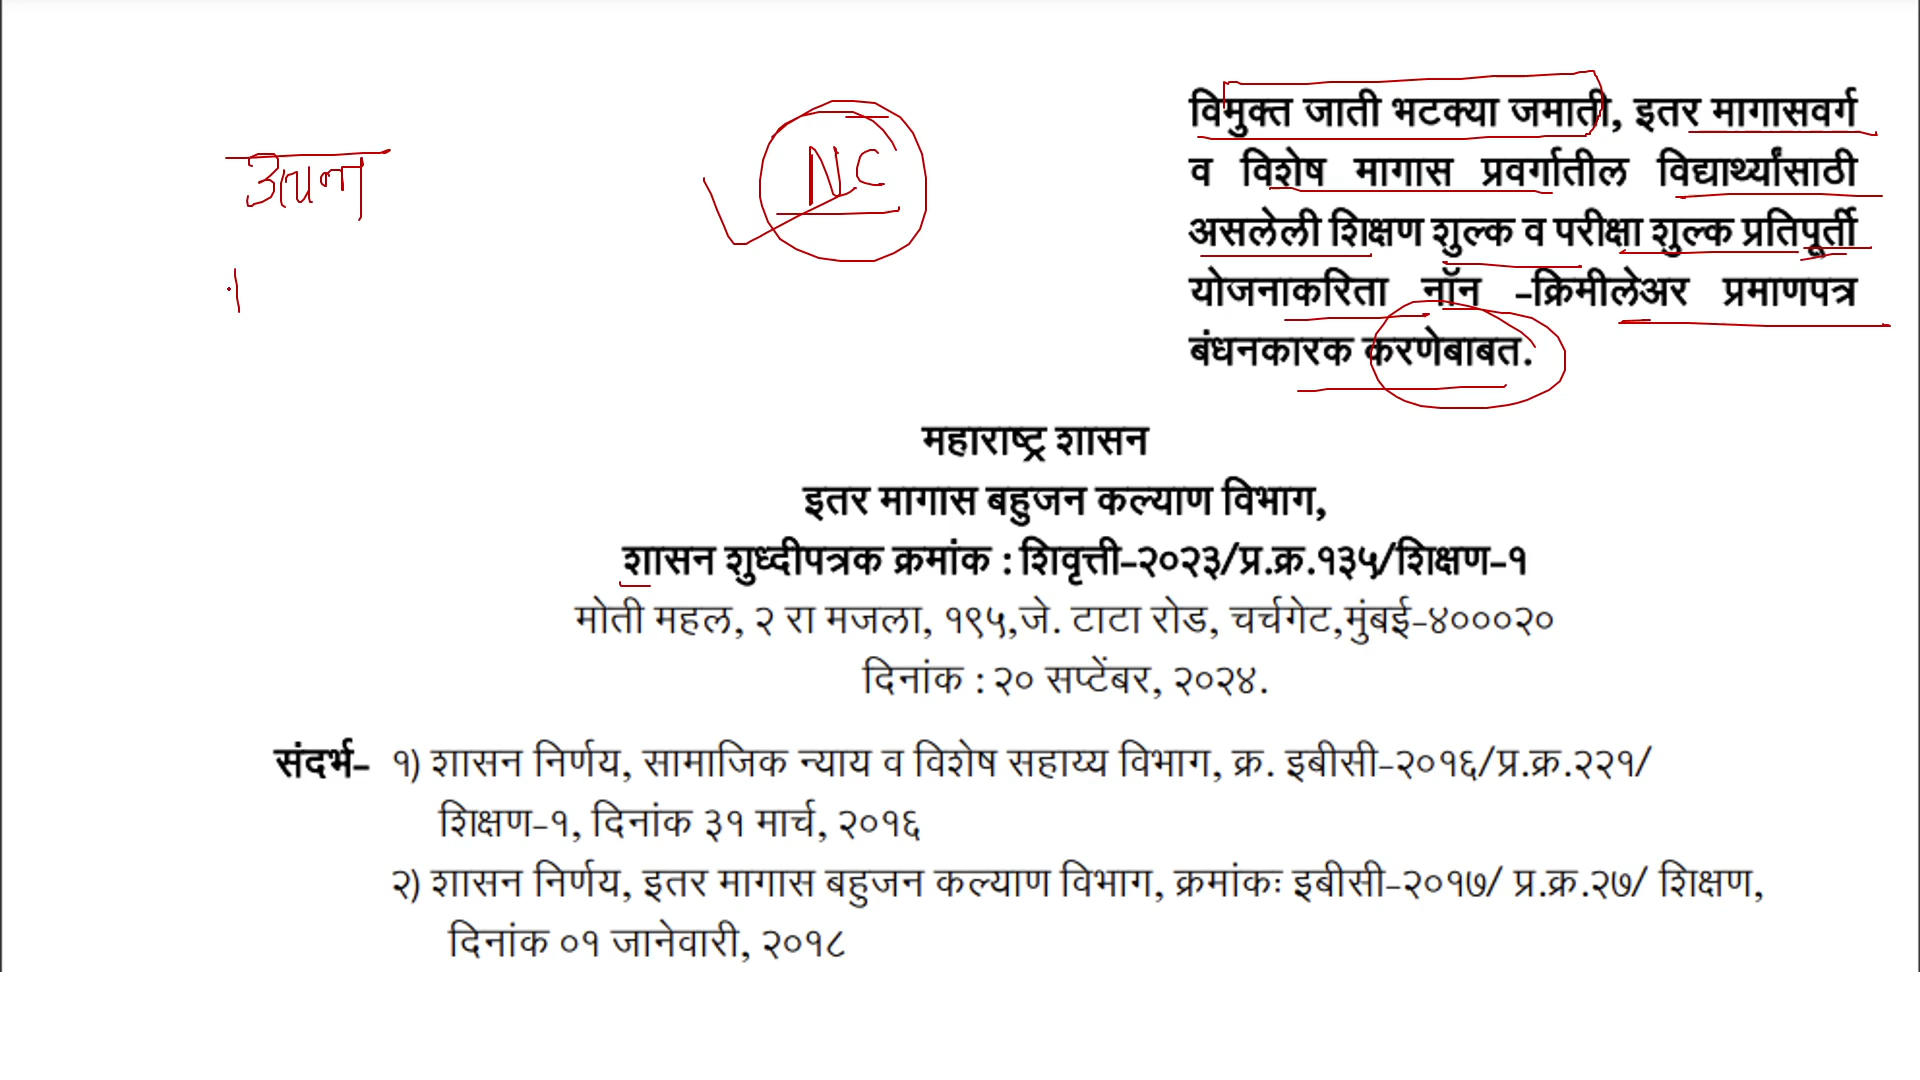 विमुक्त जाती भटक्या जमाती, इतर मागासवर्ग
व विशेष मागास प्रवर्गातील विद्यार्थ्यांसाठी
असलेली शिक्षण शुल्क व परीक्षा शुल्क प्रतिपूर्ती
योजनाकरिता नॉन -क्रिमीलेअर प्रमाणपत्र
बंधनकारक करणेबाबत.
NC
महाराष्ट्र शासन
इतर मागास बहुजन कल्याण विभाग,
शासन शुध्दीपत्रक क्रमांक : शिवृत्ती-२०२३/प्र.क्र.१३५/शिक्षण-१
मोती महल, २ रा मजला, १९५,जे. टाटा रोड, चर्चगेट,मुंबई-४०००२०
दिनांक : २० सप्टेंबर, २०२४.
संदर्भ- १) शासन निर्णय, सामाजिक न्याय व विशेष सहाय्य विभाग, क्र. इबीसी-२०१६/प्र.क्र.२२१/
शिक्षण-१, दिनांक ३१ मार्च, २०१६
२) शासन निर्णय, इतर मागास बहुजन कल्याण विभाग, क्रमांकः इबीसी-२०१७/ प्र.क्र.२७/ शिक्षण,
दिनांक ०१ जानेवारी, २०१८